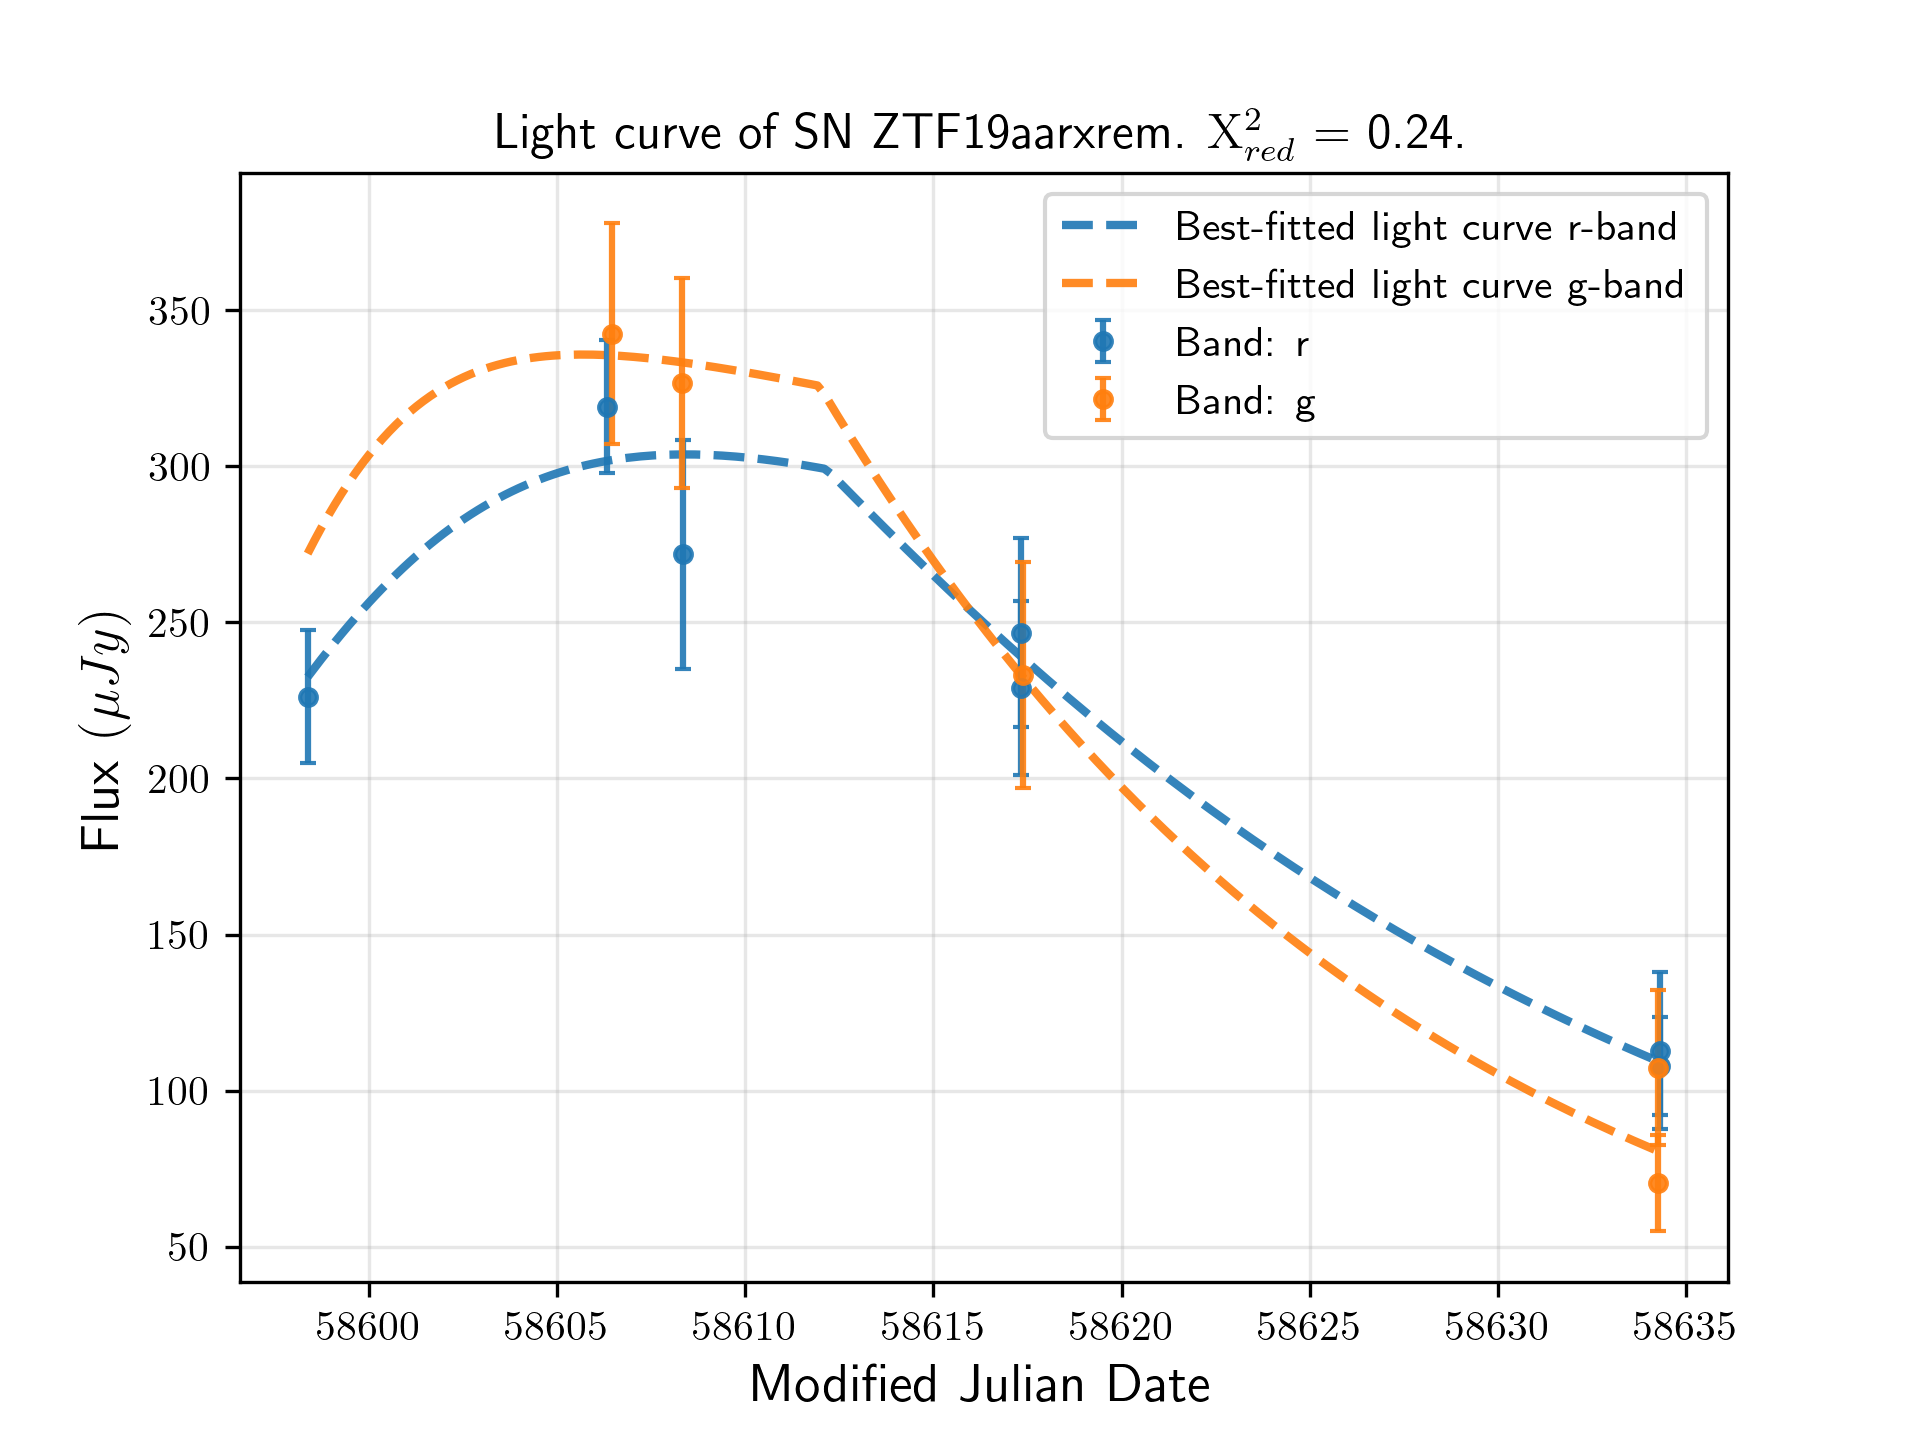 Light curve of SN ZTF19aarxrem. X²_red = 0.24.
Best-fitted light curve r-band
Best-fitted light curve g-band
Band: r
Band: g
Flux (μJy)
350
300
250
200
150
100
50
58600 58605 58610 58615 58620 58625 58630 58635
Modified Julian Date